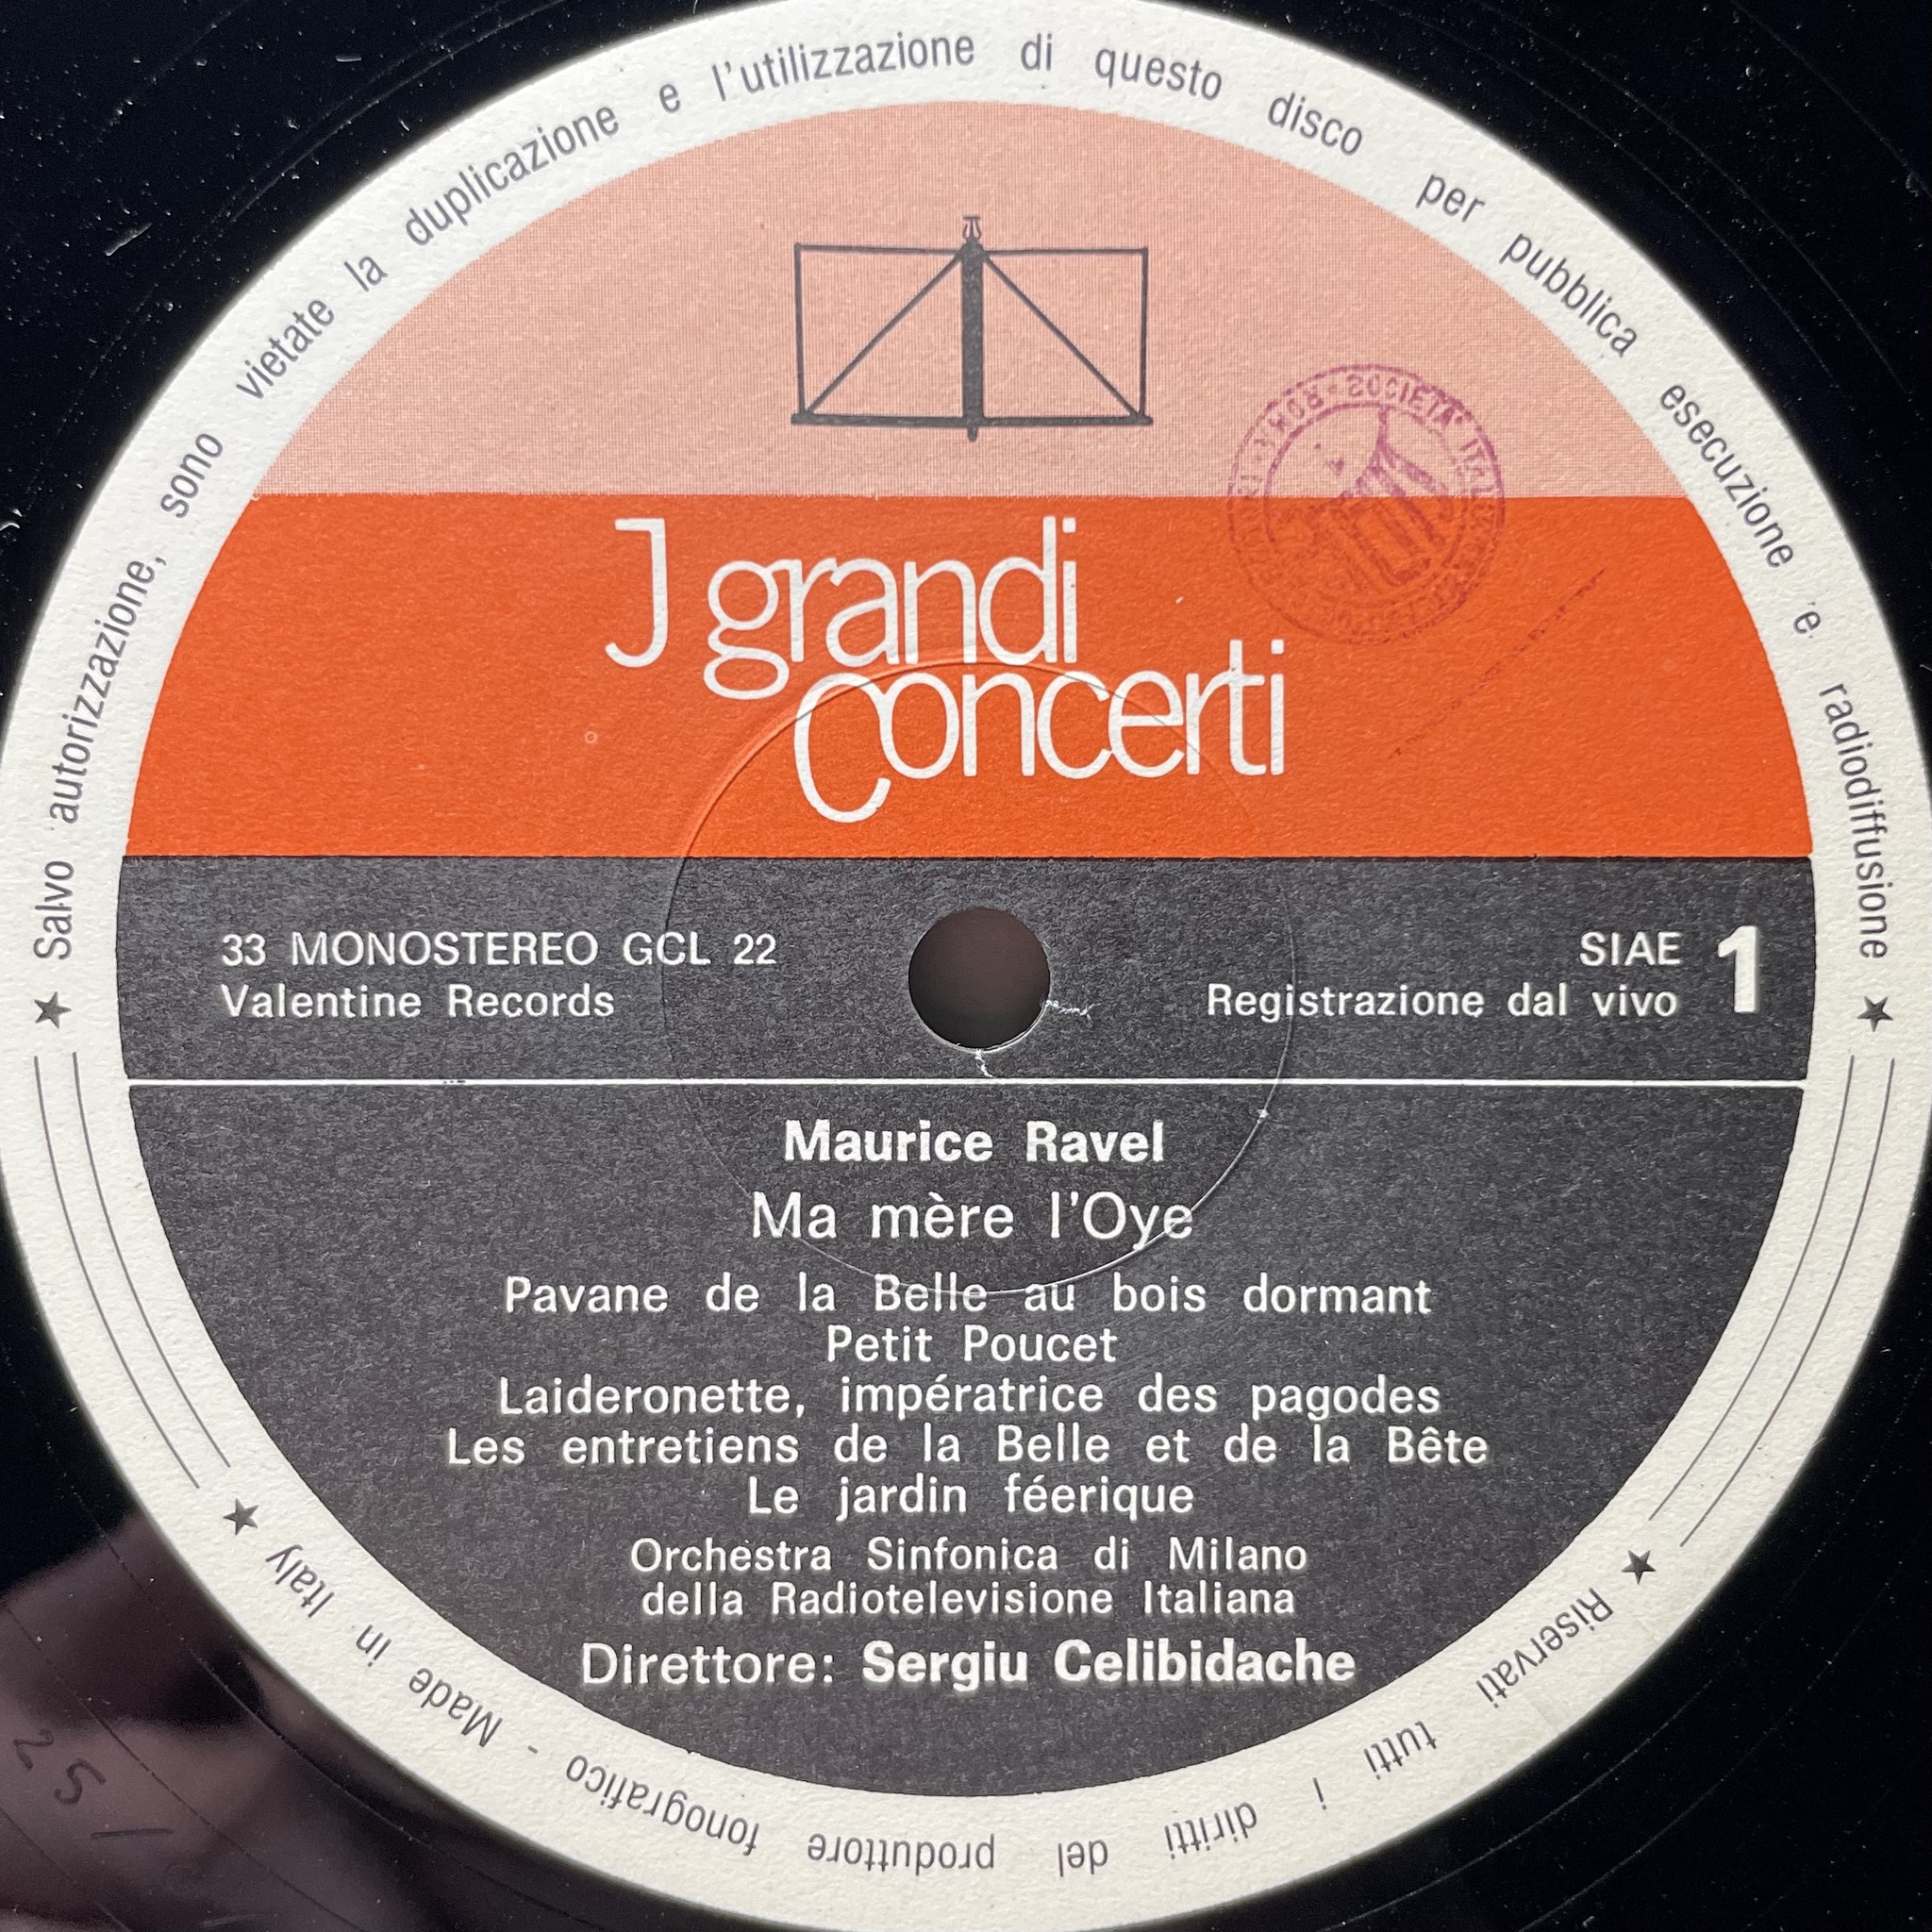 ★ Salvo autorizzazione, sono vietate la duplicazione e l'utilizzazione di questo disco per pubblica esecuzione e radiodiffusione ★
SOCIETA' ITALIANA
ROMA
J grandi
concerti
33 MONOSTEREO GCL 22
Valentine Records
SIAE
Registrazione dal vivo
1
Maurice Ravel
Ma mère l'Oye
Pavane de la Belle au bois dormant
Petit Poucet
Laideronette, impératrice des pagodes
Les entretiens de la Belle et de la Bête
Le jardin féerique
Orchestra Sinfonica di Milano
della Radiotelevisione Italiana
Direttore: Sergiu Celibidache
★ Riservati tutti i diritti del produttore fonografico - Made in Italy ★